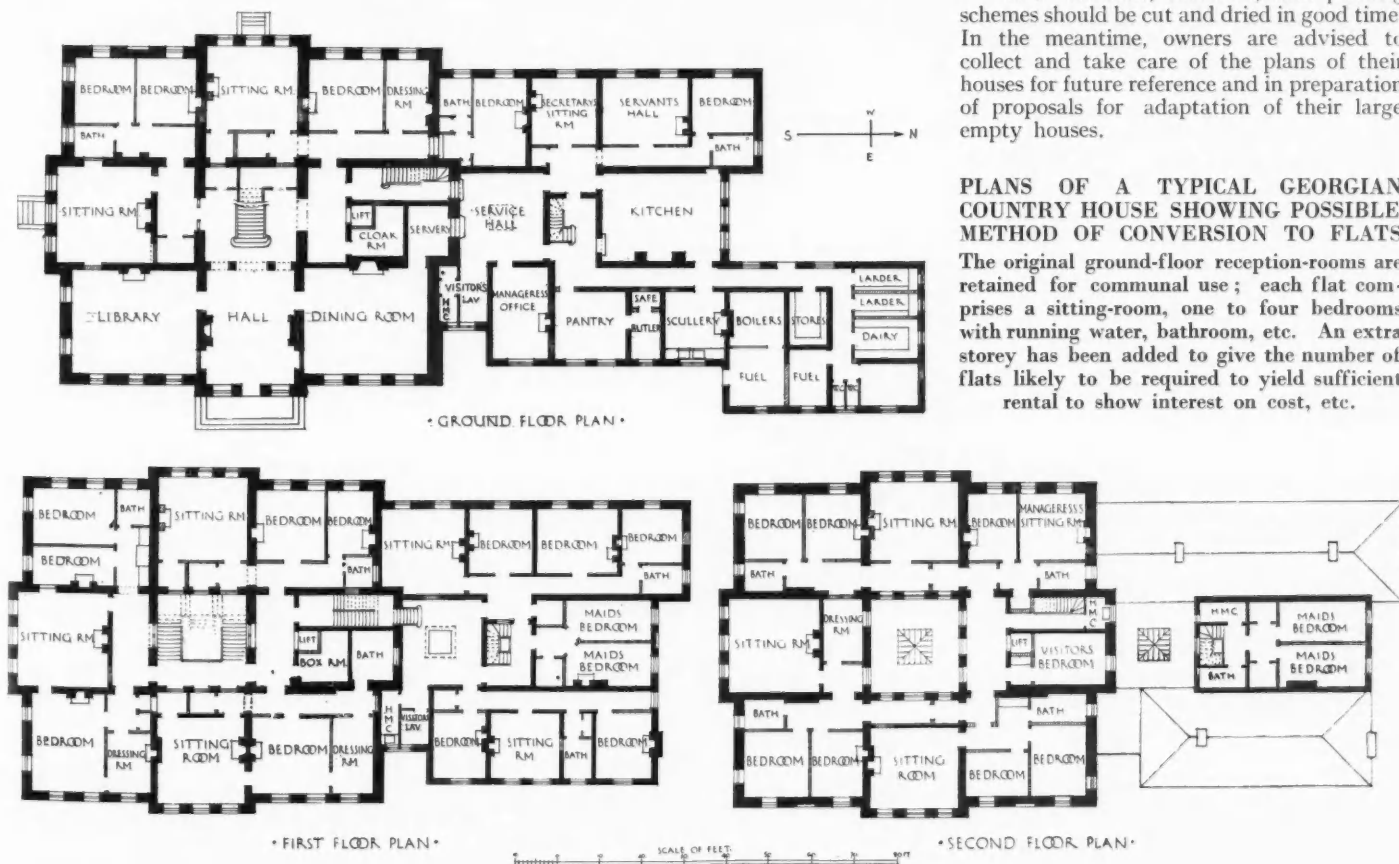 schemes should be cut and dried in good time
In the meantime, owners are advised to
collect and take care of the plans of their
houses for future reference and in preparation
of proposals for adaptation of their large
empty houses.
PLANS OF A TYPICAL GEORGIAN
COUNTRY HOUSE SHOWING POSSIBLE
METHOD OF CONVERSION TO FLATS
The original ground-floor reception-rooms are
retained for communal use; each flat com-
prises a sitting-room, one to four bedrooms
with running water, bathroom, etc. An extra
storey has been added to give the number of
flats likely to be required to yield sufficient
rental to show interest on cost, etc.
W
S N
E
BEDROOM
BEDROOM
SITTING RM.
BEDROOM
DRESSING RM
BATH
BEDROOM
SECRETARYS SITTING RM
SERVANTS HALL
BEDROOM
BATH
BATH
SITTING RM
LIFT
CLOAK RM
SERVERY
SERVICE HALL
KITCHEN
LIBRARY
HALL
DINING ROOM
HMC
VISITOR'S LAV
MANAGERESS OFFICE
PANTRY
SAFE
BUTLER
SCULLERY
BOILERS
STORES
LARDER
LARDER
DAIRY
FUEL
FUEL
• GROUND FLOOR PLAN •
BEDROOM
BATH
SITTING RM
BEDROOM
BEDROOM
BATH
SITTING RM
BEDROOM
BEDROOM
BEDROOM
BATH
BEDROOM
SITTING RM
LIFT
BOX RM.
BATH
MAIDS BEDROOM
MAIDS BEDROOM
BEDROOM
DRESSING RM
SITTING ROOM
BEDROOM
DRESSING RM
HMC
VISITORS LAV
BEDROOM
SITTING RM
BATH
BEDROOM
• FIRST FLOOR PLAN •
BEDROOM
BEDROOM
SITTING RM
BEDROOM
MANAGERESS'S SITTING RM
BATH
BATH
SITTING RM
DRESSING RM
HMC
LIFT
VISITORS BEDROOM
HMC
BATH
MAIDS BEDROOM
MAIDS BEDROOM
BATH
BATH
BEDROOM
BEDROOM
SITTING ROOM
BEDROOM
BEDROOM
• SECOND FLOOR PLAN •
SCALE OF FEET